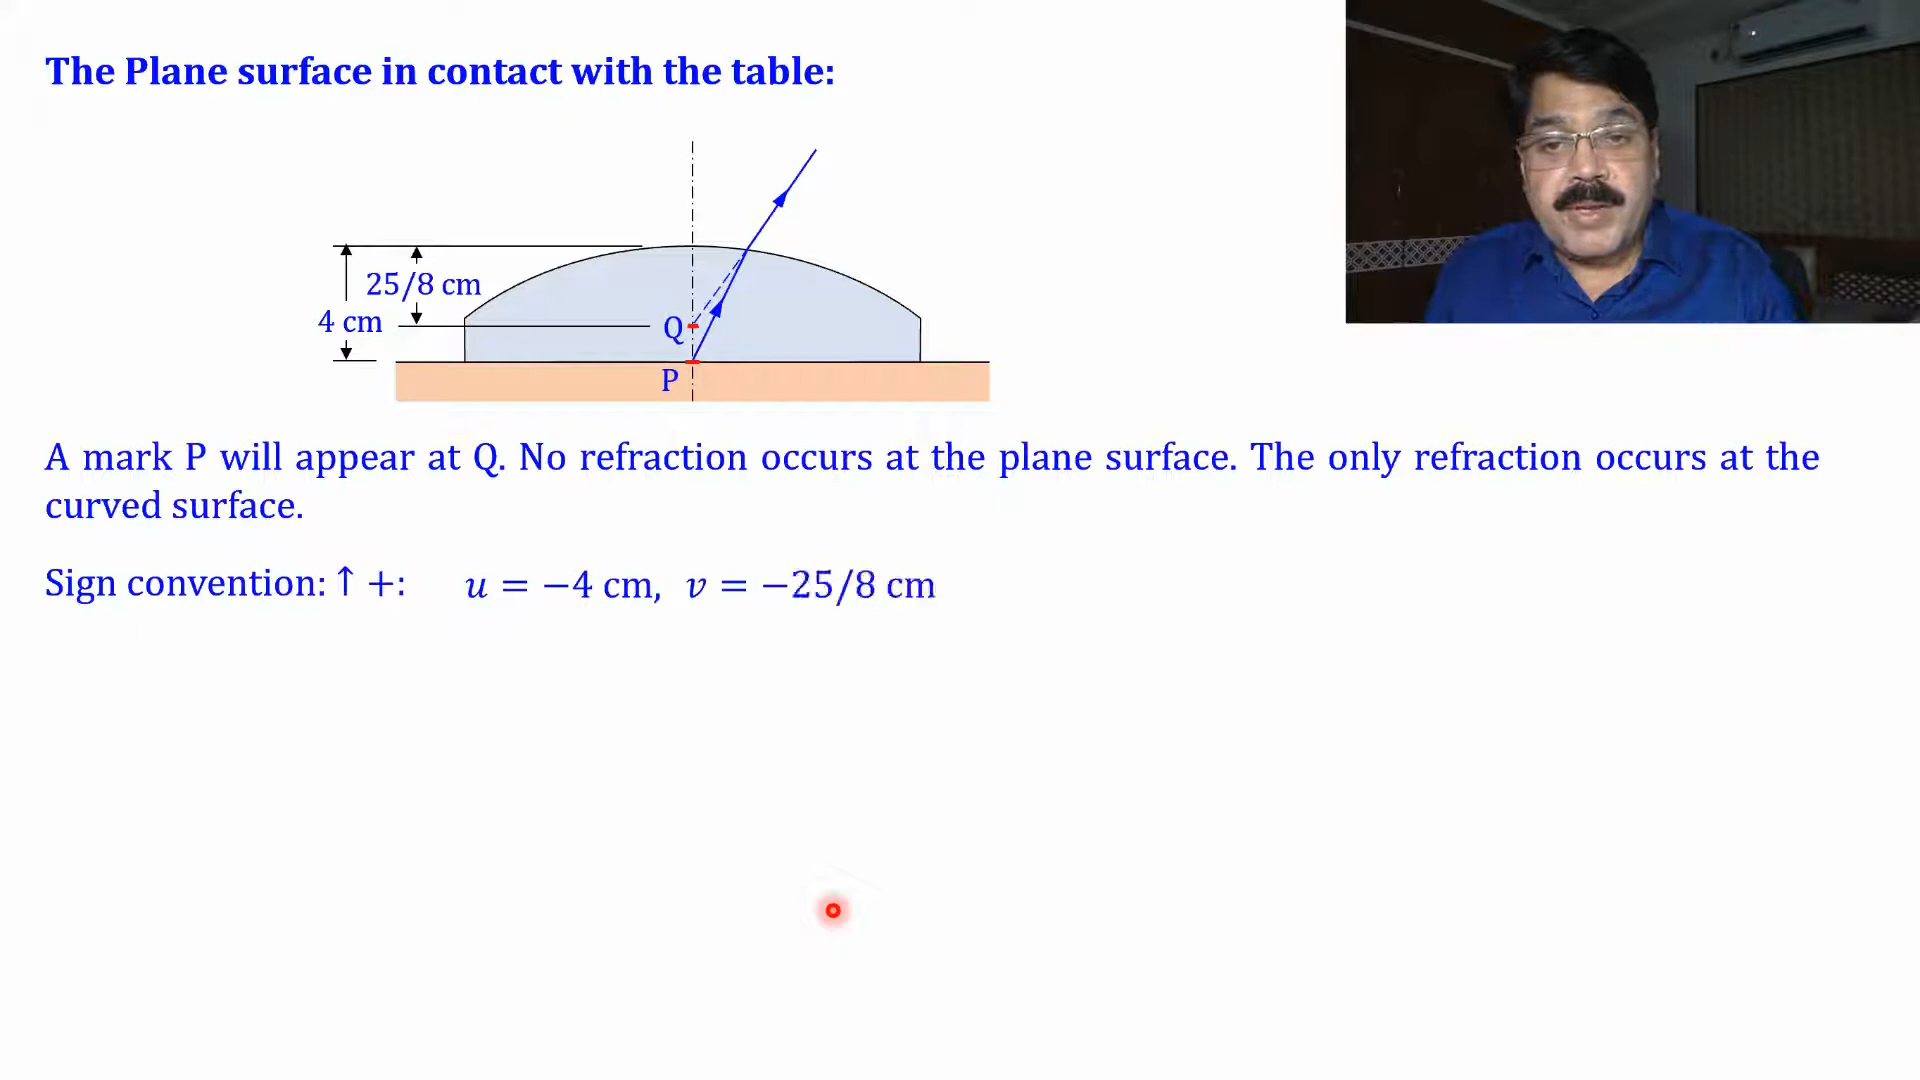 The Plane surface in contact with the table:
25/8 cm
4 cm
Q
P
A mark P will appear at Q. No refraction occurs at the plane surface. The only refraction occurs at the
curved surface.
Sign convention: ↑ +: u = −4 cm, v = −25/8 cm